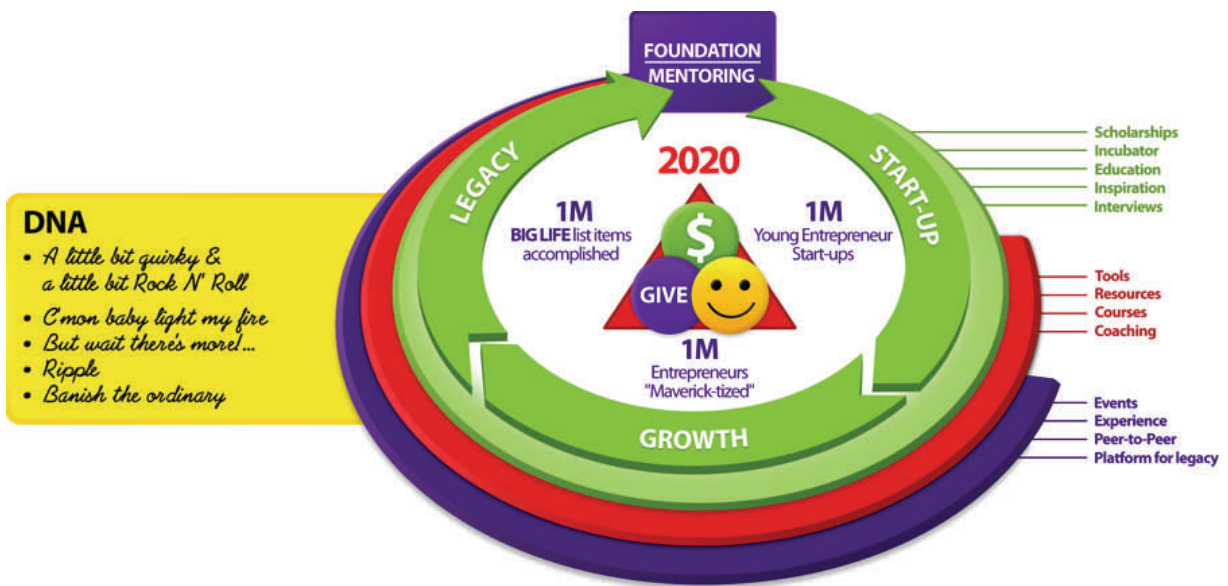 FOUNDATION
MENTORING
LEGACY
START-UP
GROWTH
2020
1M
BIG LIFE list items
accomplished
$
GIVE
1M
Young Entrepreneur
Start-ups
1M
Entrepreneurs
"Maverick-tized"
DNA
• A little bit quirky &
a little bit Rock N' Roll
• C'mon baby light my fire
• But wait there's more!...
• Ripple
• Banish the ordinary
Scholarships
Incubator
Education
Inspiration
Interviews
Tools
Resources
Courses
Coaching
Events
Experience
Peer-to-Peer
Platform for legacy